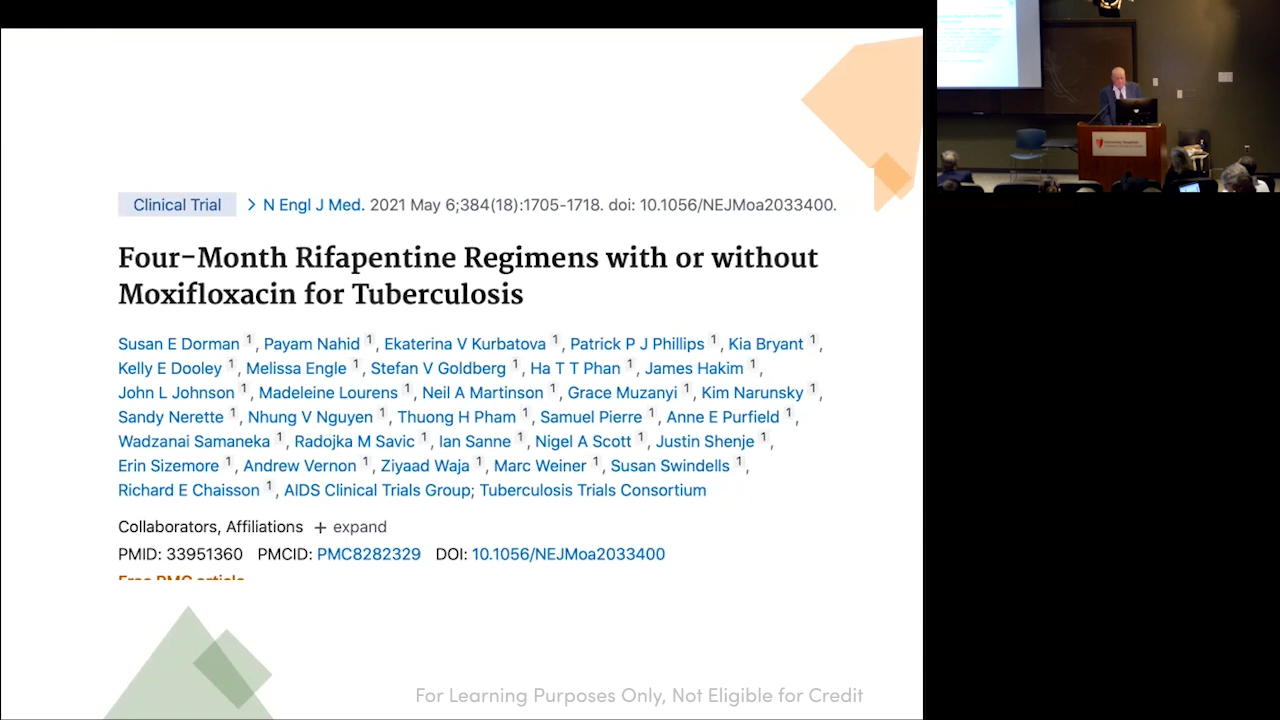 Clinical Trial > N Engl J Med. 2021 May 6;384(18):1705-1718. doi: 10.1056/NEJMoa2033400.
Four-Month Rifapentine Regimens with or without
Moxifloxacin for Tuberculosis
Susan E Dorman 1, Payam Nahid 1, Ekaterina V Kurbatova 1, Patrick P J Phillips 1, Kia Bryant 1,
Kelly E Dooley 1, Melissa Engle 1, Stefan V Goldberg 1, Ha T T Phan 1, James Hakim 1,
John L Johnson 1, Madeleine Lourens 1, Neil A Martinson 1, Grace Muzanyi 1, Kim Narunsky 1,
Sandy Nerette 1, Nhung V Nguyen 1, Thuong H Pham 1, Samuel Pierre 1, Anne E Purfield 1,
Wadzanai Samaneka 1, Radojka M Savic 1, Ian Sanne 1, Nigel A Scott 1, Justin Shenje 1,
Erin Sizemore 1, Andrew Vernon 1, Ziyaad Waja 1, Marc Weiner 1, Susan Swindells 1,
Richard E Chaisson 1, AIDS Clinical Trials Group; Tuberculosis Trials Consortium
Collaborators, Affiliations + expand
PMID: 33951360 PMCID: PMC8282329 DOI: 10.1056/NEJMoa2033400
Free PMC article
For Learning Purposes Only, Not Eligible for Credit
University Hospitals